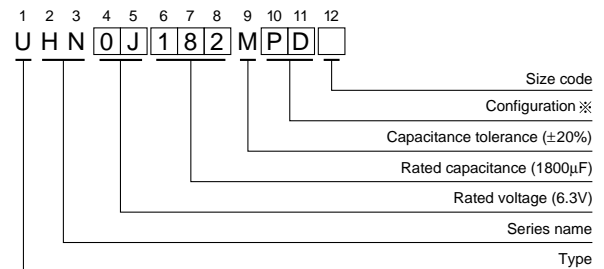 1 2 3 4 5 6 7 8 9 10 11 12
U H N 0 J 1 8 2 M P D
Size code
Configuration ※
Capacitance tolerance (±20%)
Rated capacitance (1800µF)
Rated voltage (6.3V)
Series name
Type